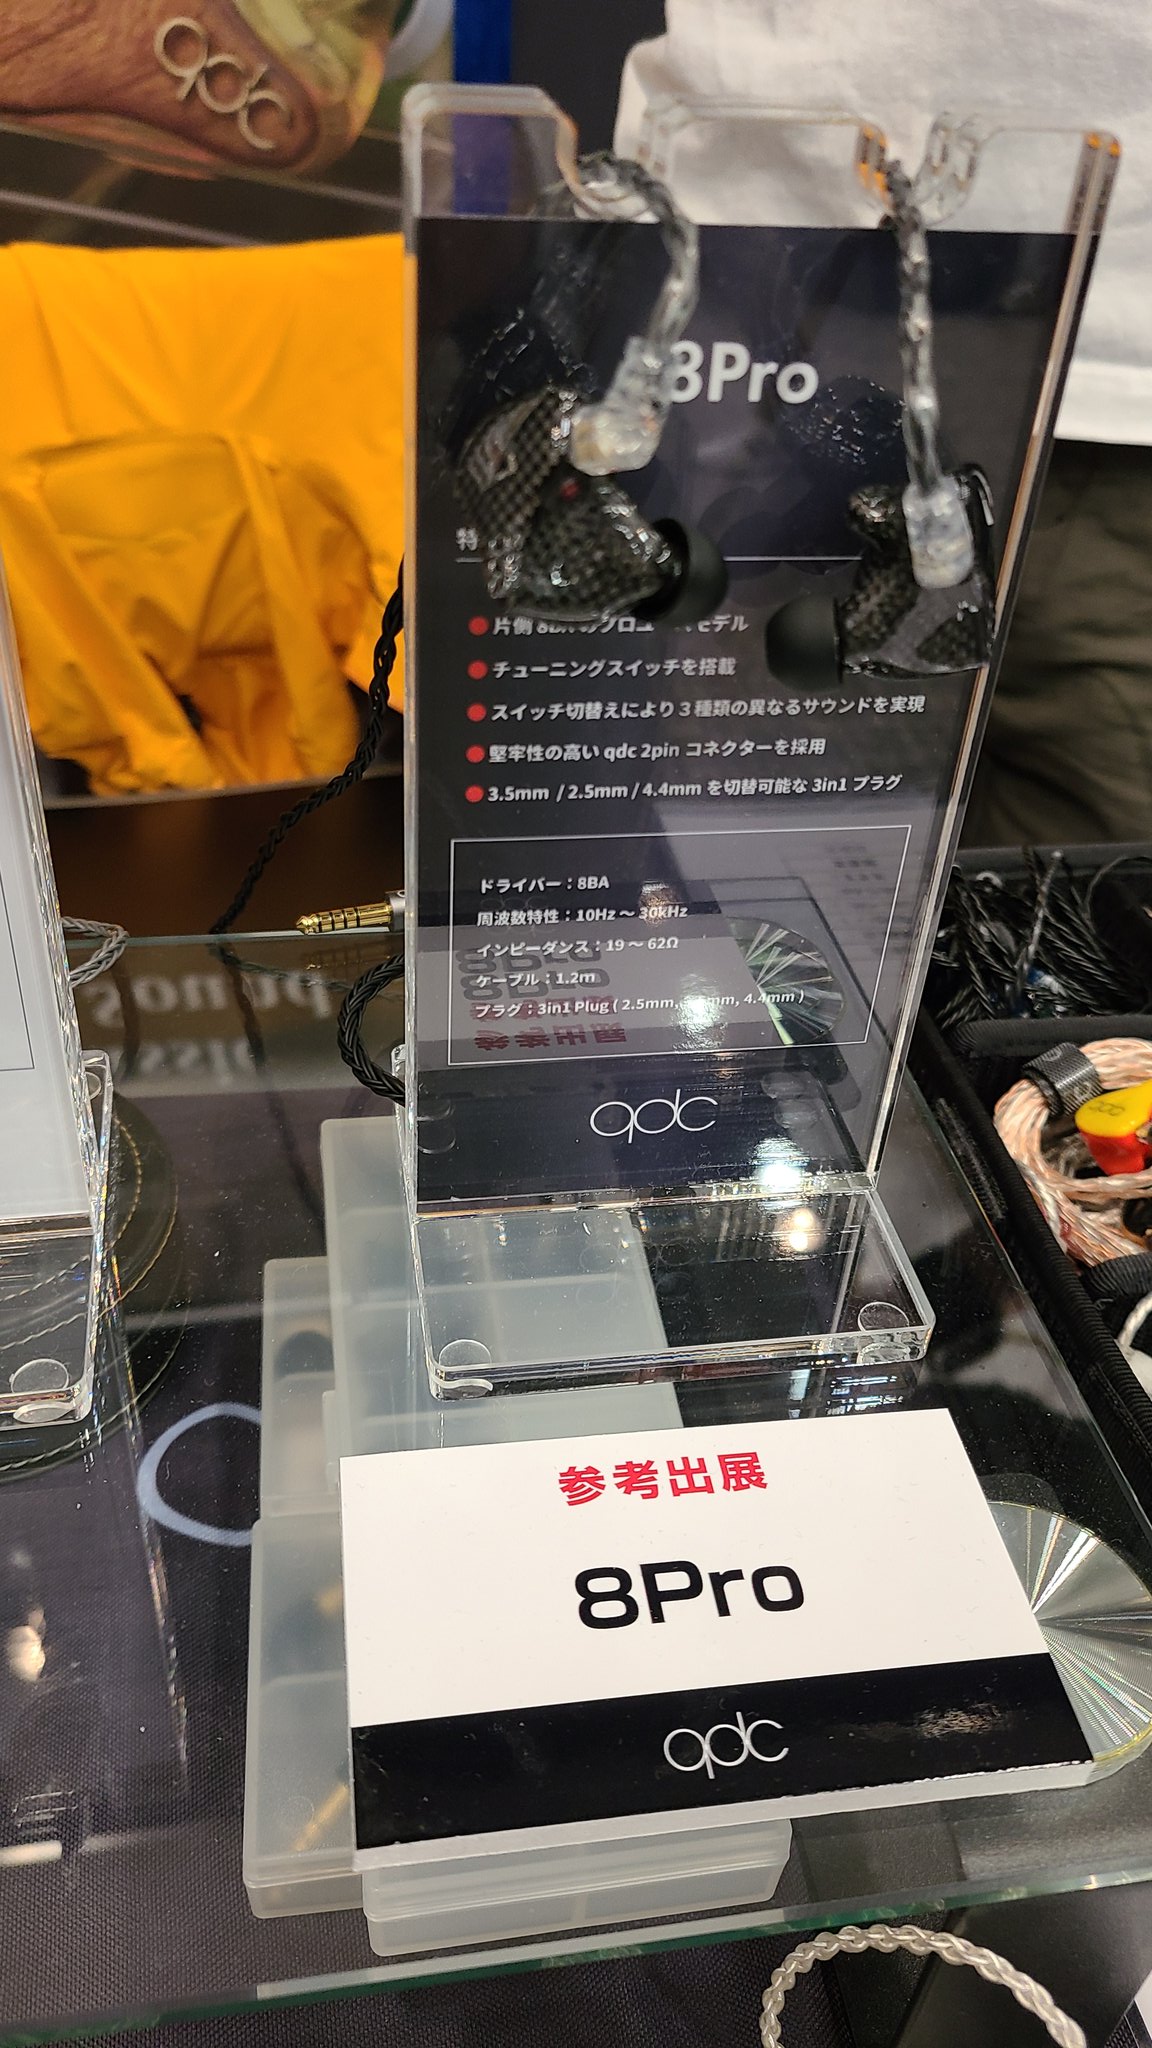 qdc
8Pro
特
片側 8BA
デル
チューニングスイッチを搭載
スイッチ切替えにより3種類の異なるサウンドを実現
堅牢性の高い qdc 2pin コネクターを採用
3.5mm / 2.5mm / 4.4mm を切替可能な 3in1 プラグ
ドライバー：8BA
周波数特性：10Hz ～ 30kHz
インピーダンス：19 ～ 62Ω
ケーブル：1.2m
プラグ：3in1 Plug ( 2.5mm, mm, 4.4mm )
qdc
参考出展
8Pro
qdc